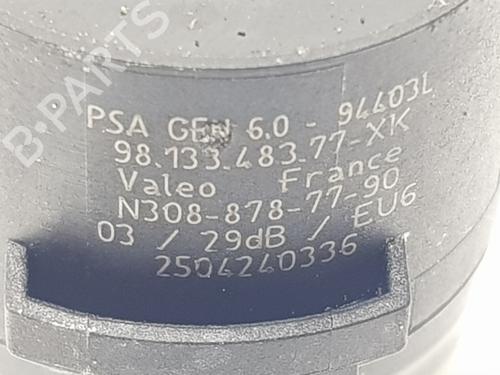 B-PARTS
PSA GEN 6.0 - 94403L
98.133.483.77-XK
Valeo France
N308-878-77-90
03 / 29dB / EU6
2504240336